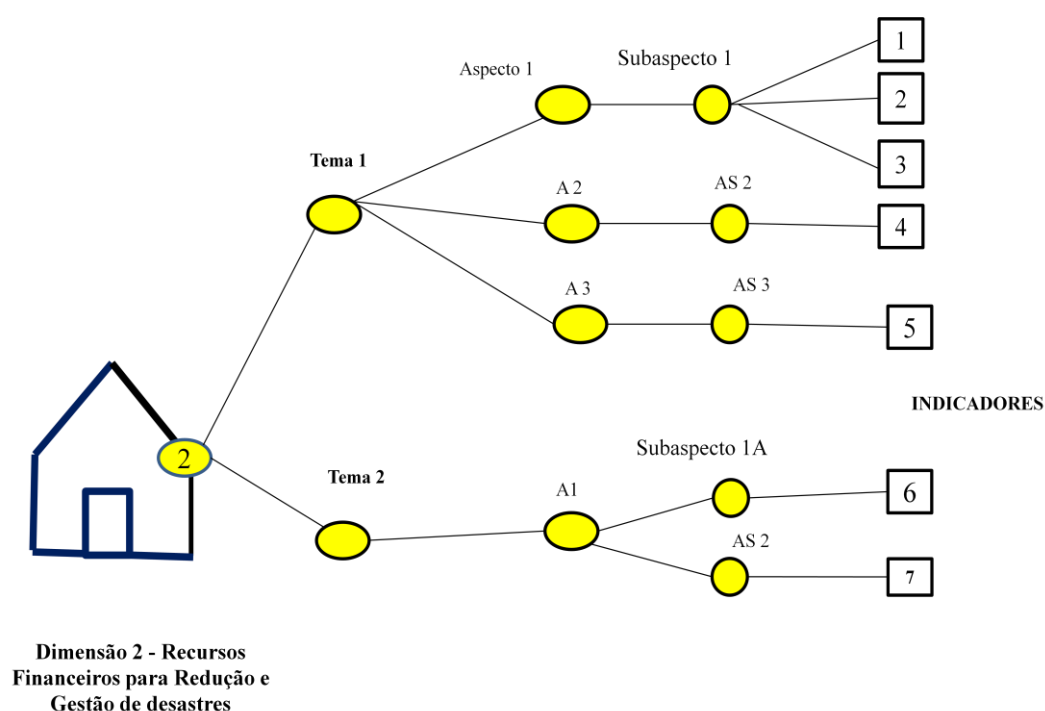 1
Subaspecto 1
Aspecto 1
2
Tema 1
3
A 2
AS 2
4
A 3
AS 3
5
INDICADORES
2
Subaspecto 1A
Tema 2
A1
6
AS 2
7
Dimensão 2 - Recursos
Financeiros para Redução e
Gestão de desastres